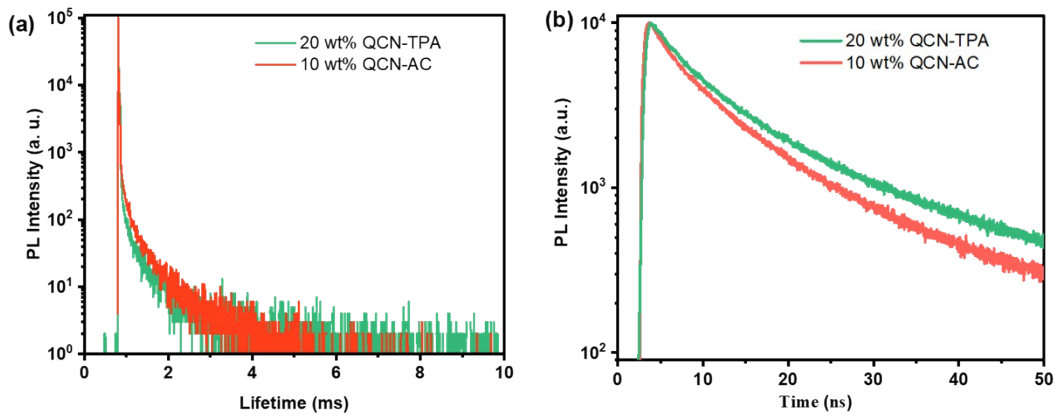 (a)
PL Intensity (a. u.)
10^5
10^4
10^3
10^2
10^1
10^0
20 wt% QCN-TPA
10 wt% QCN-AC
0 2 4 6 8 10
Lifetime (ms)
(b)
PL Intensity (a.u.)
10^4
10^3
10^2
20 wt% QCN-TPA
10 wt% QCN-AC
0 10 20 30 40 50
Time (ns)